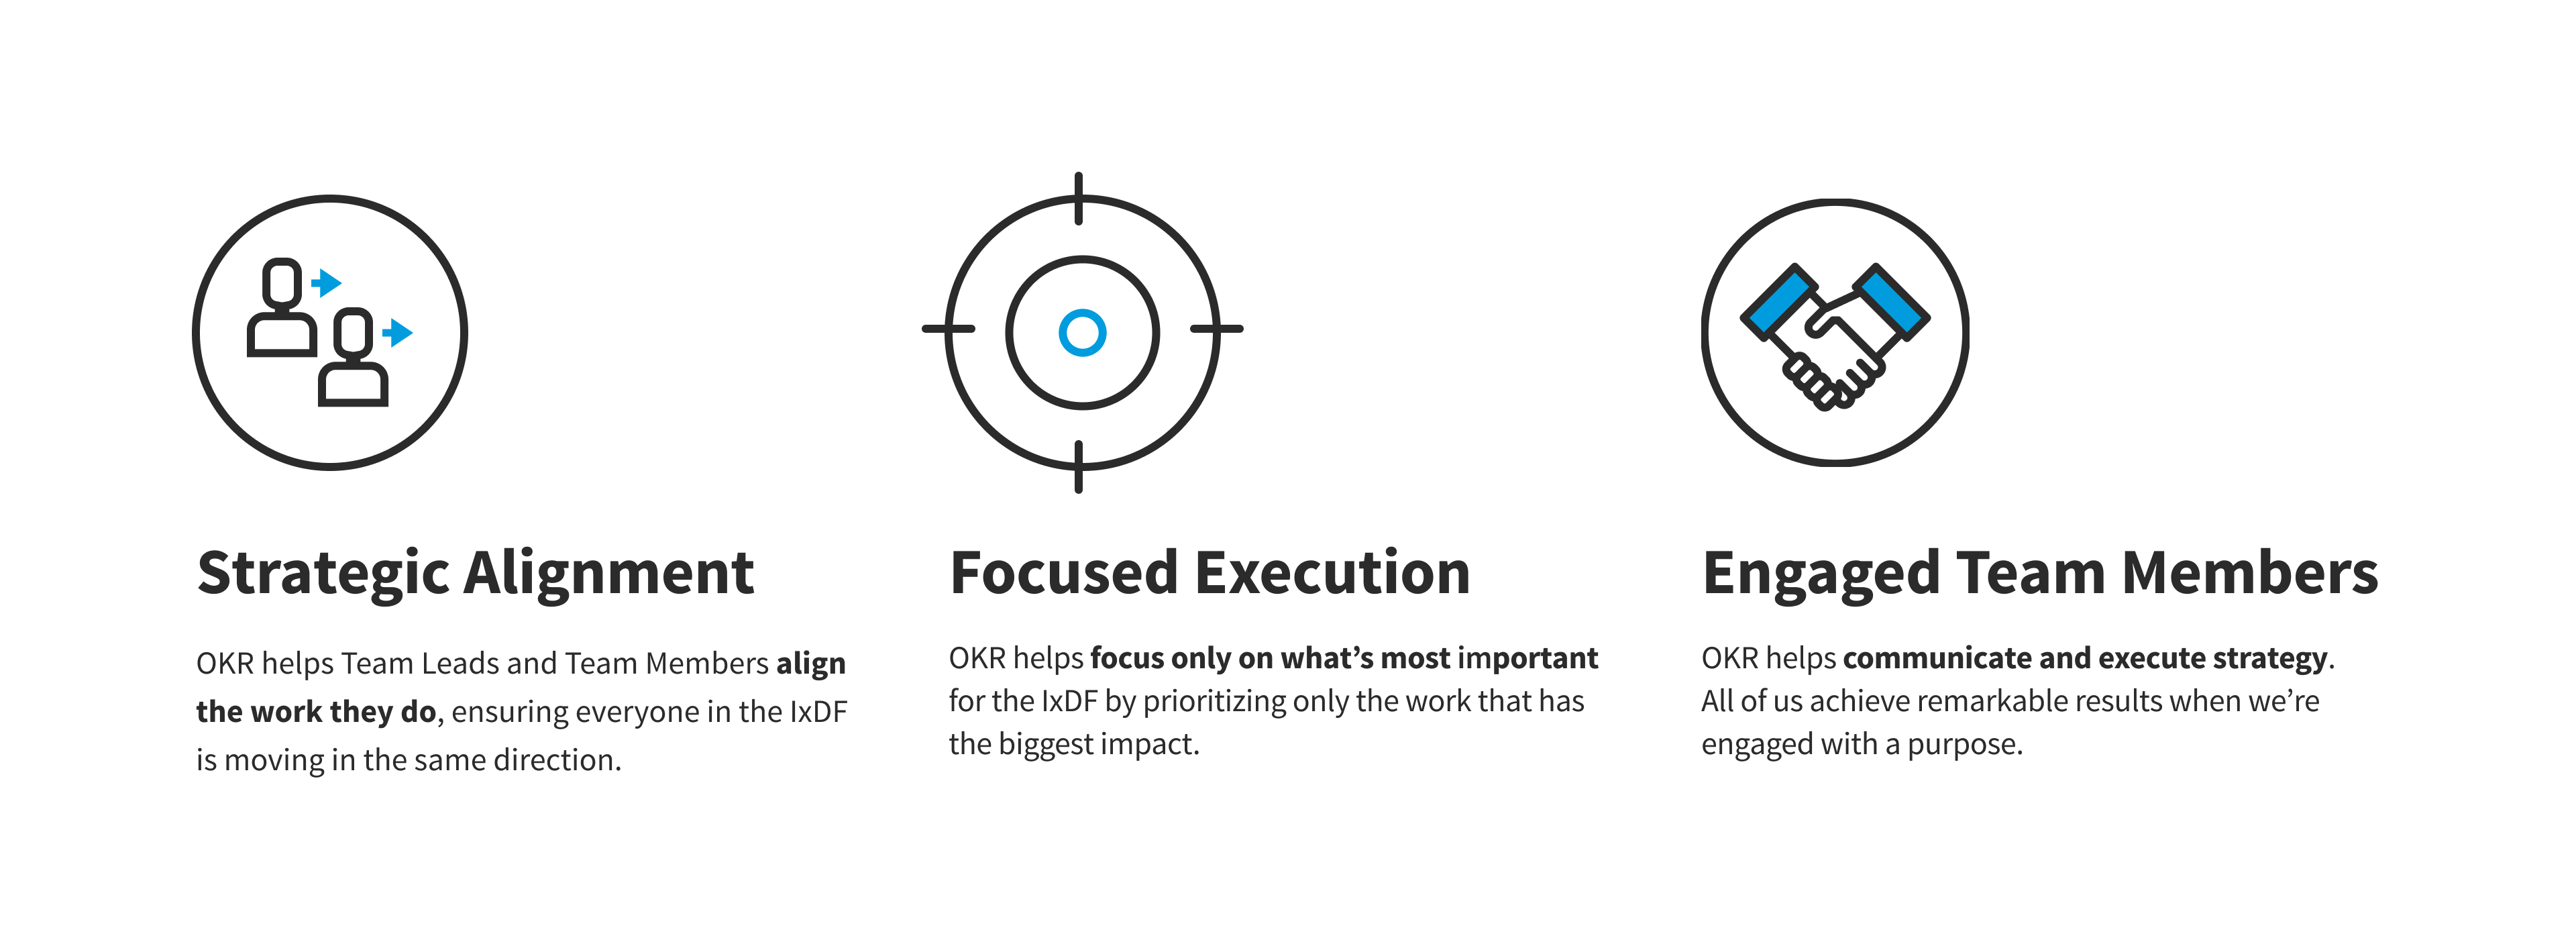 Strategic Alignment
OKR helps Team Leads and Team Members align
the work they do, ensuring everyone in the IxDF
is moving in the same direction.
Focused Execution
OKR helps focus only on what’s most important
for the IxDF by prioritizing only the work that has
the biggest impact.
Engaged Team Members
OKR helps communicate and execute strategy.
All of us achieve remarkable results when we’re
engaged with a purpose.